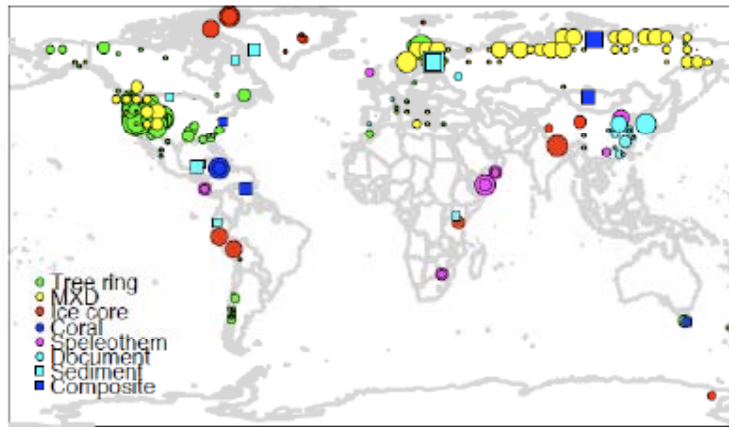 Tree ring
MXD
Ice core
Coral
Speleothem
Document
Sediment
Composite